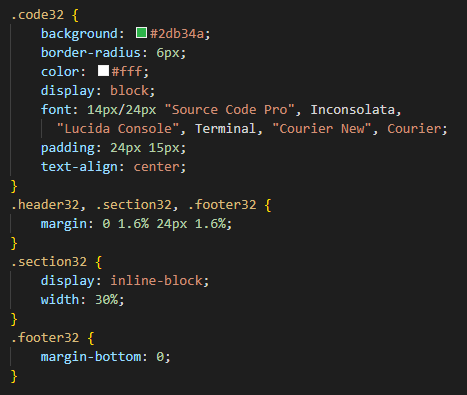 .code32 {
    background: #2db34a;
    border-radius: 6px;
    color: #fff;
    display: block;
    font: 14px/24px "Source Code Pro", Inconsolata,
      "Lucida Console", Terminal, "Courier New", Courier;
    padding: 24px 15px;
    text-align: center;
}
.header32, .section32, .footer32 {
    margin: 0 1.6% 24px 1.6%;
}
.section32 {
    display: inline-block;
    width: 30%;
}
.footer32 {
    margin-bottom: 0;
}